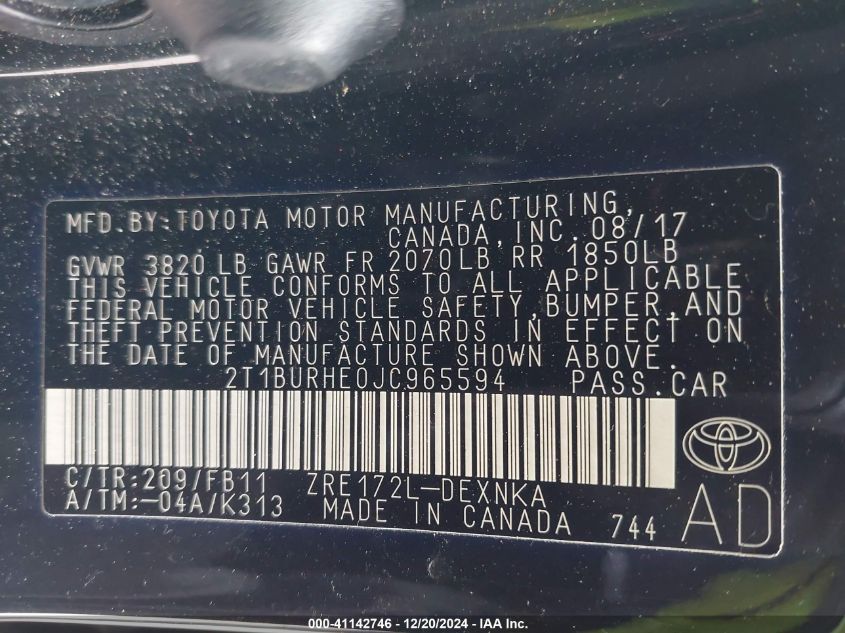 MFD. BY: TOYOTA MOTOR MANUFACTURING,
CANADA, INC. 08/17
GVWR 3820 LB GAWR FR 2070LB RR 1850LB
THIS VEHICLE CONFORMS TO ALL APPLICABLE
FEDERAL MOTOR VEHICLE SAFETY, BUMPER, AND
THEFT PREVENTION STANDARDS IN EFFECT ON
THE DATE OF MANUFACTURE SHOWN ABOVE.
2T1BURHE0JC965594 PASS. CAR
C/TR: 209/FB11 ZRE172L-DEXNKA
A/TM: -04A/K313 MADE IN CANADA 744 AD
000-41142746 – 12/20/2024 – IAA Inc.